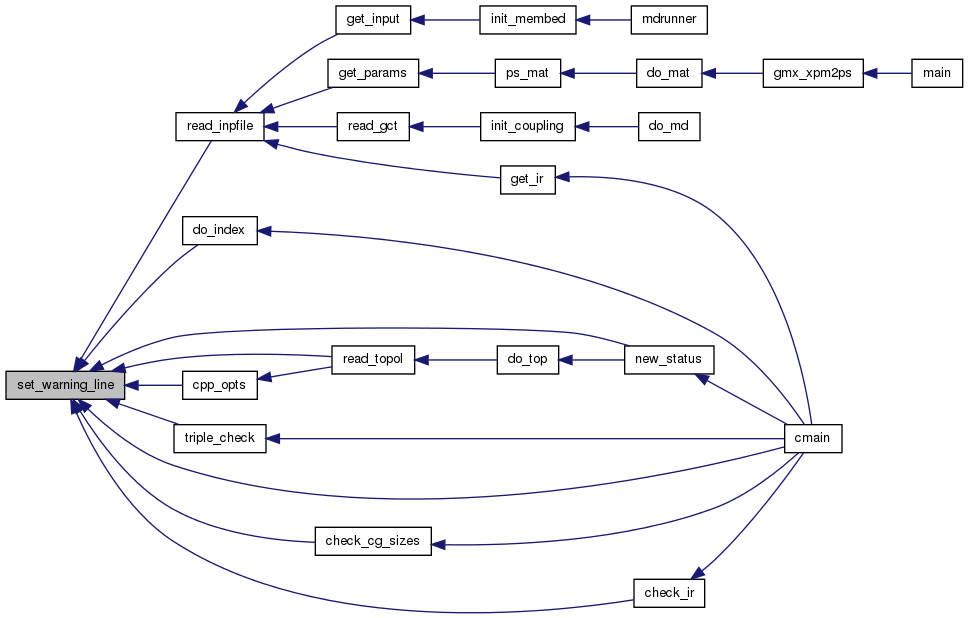 get_input
init_membed
mdrunner
get_params
ps_mat
do_mat
gmx_xpm2ps
main
read_inpfile
read_gct
init_coupling
do_md
get_ir
do_index
set_warning_line
read_topol
do_top
new_status
cpp_opts
triple_check
cmain
check_cg_sizes
check_ir